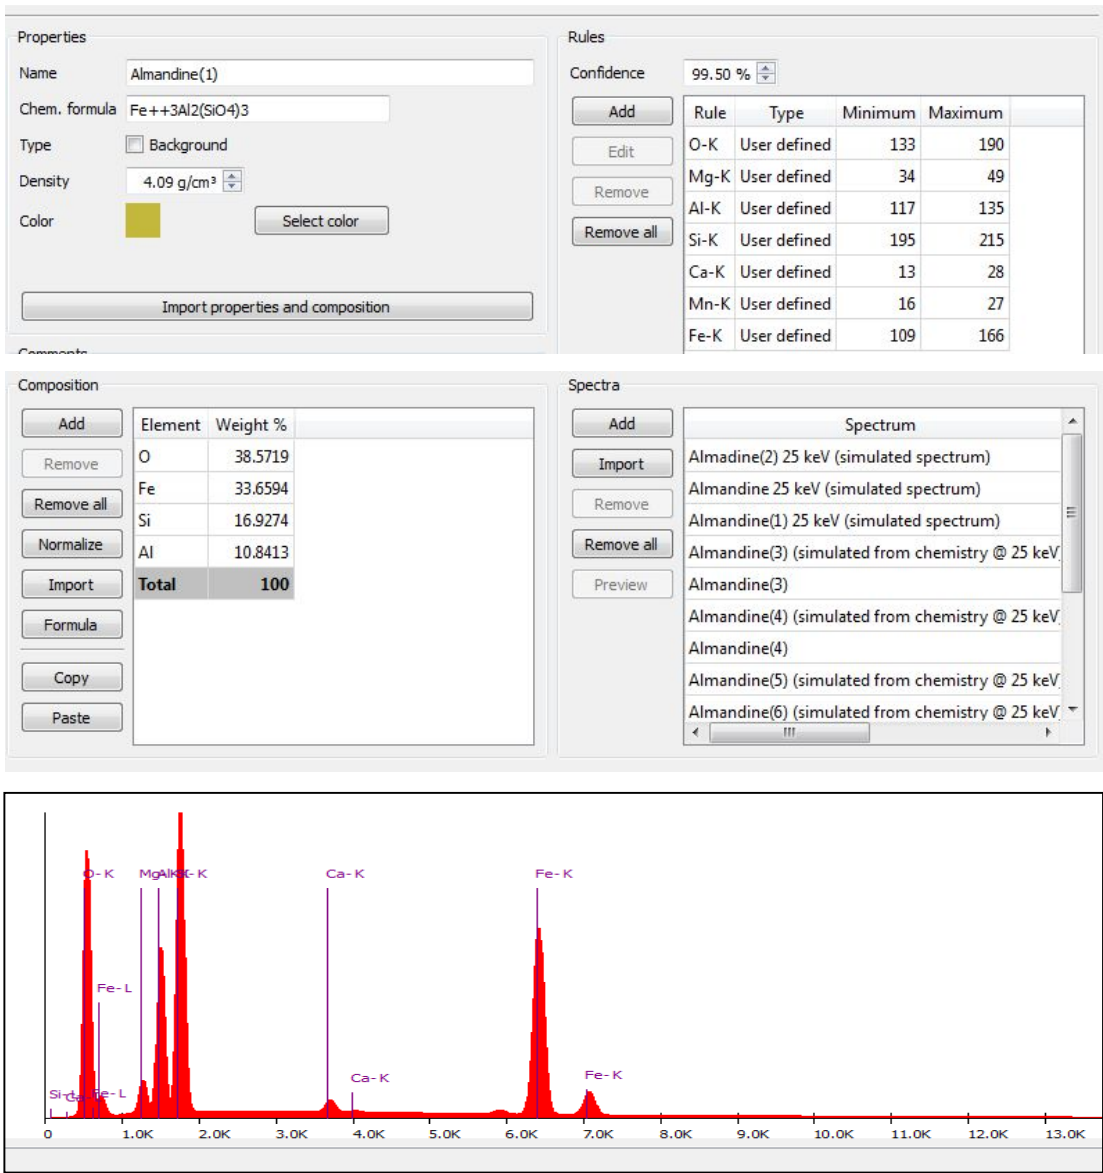 Properties
Name Almandine(1)
Chem. formula Fe++3Al2(SiO4)3
Type Background
Density 4.09 g/cm³
Color Select color
Import properties and composition
Rules
Confidence 99.50 %
Add
Edit
Remove
Remove all
Rule Type Minimum Maximum
O-K User defined 133 190
Mg-K User defined 34 49
Al-K User defined 117 135
Si-K User defined 195 215
Ca-K User defined 13 28
Mn-K User defined 16 27
Fe-K User defined 109 166
Composition
Add
Remove
Remove all
Normalize
Import
Formula
Copy
Paste
Element Weight %
O 38.5719
Fe 33.6594
Si 16.9274
Al 10.8413
Total 100
Spectra
Add
Import
Remove
Remove all
Preview
Spectrum
Almadine(2) 25 keV (simulated spectrum)
Almandine 25 keV (simulated spectrum)
Almandine(1) 25 keV (simulated spectrum)
Almandine(3) (simulated from chemistry @ 25 keV
Almandine(3)
Almandine(4) (simulated from chemistry @ 25 keV
Almandine(4)
Almandine(5) (simulated from chemistry @ 25 keV
Almandine(6) (simulated from chemistry @ 25 keV
O-K Ca-K Fe-K
Fe-L
Ca-K Fe-K
Fe-L
0 1.0K 2.0K 3.0K 4.0K 5.0K 6.0K 7.0K 8.0K 9.0K 10.0K 11.0K 12.0K 13.0K